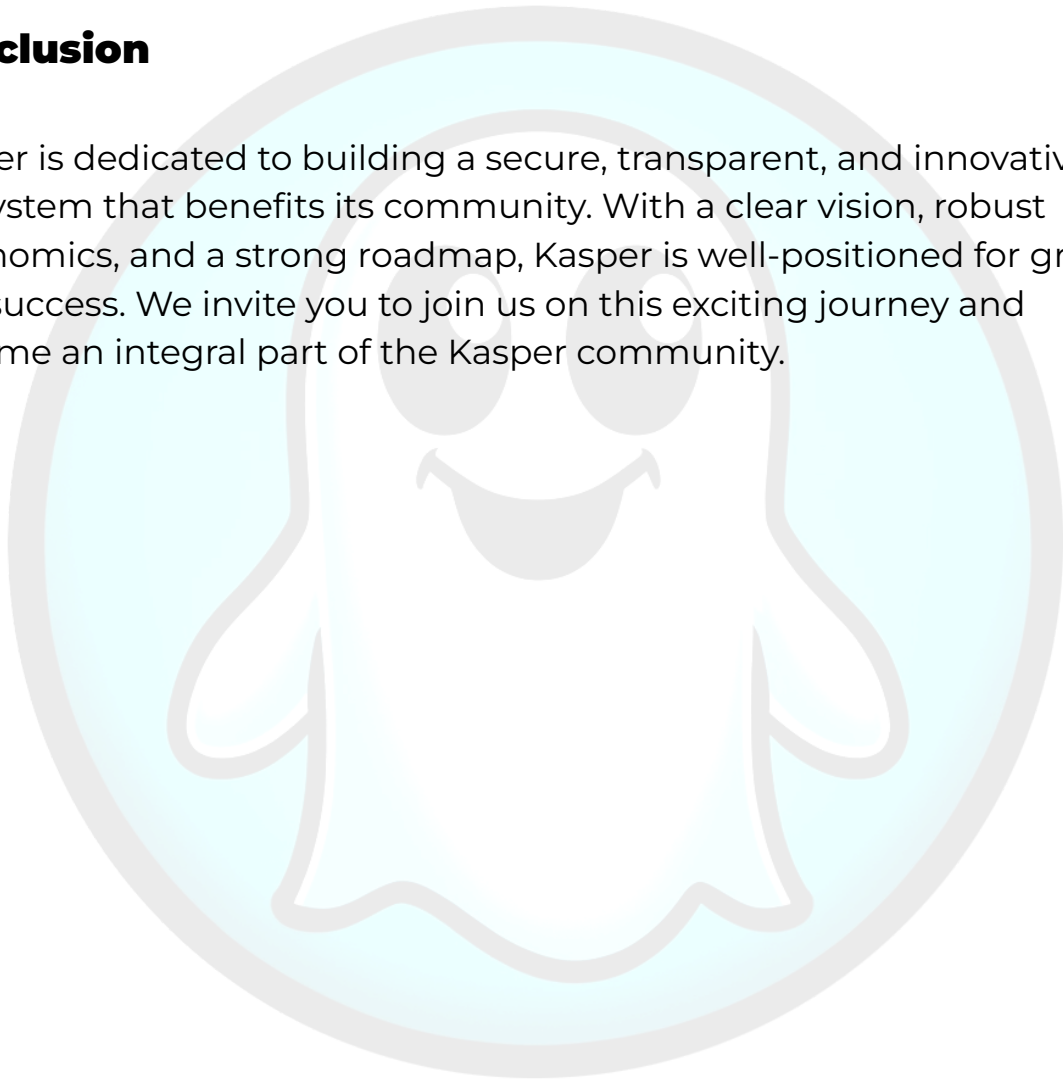 clusion
er is dedicated to building a secure, transparent, and innovativ
ystem that benefits its community. With a clear vision, robust
nomics, and a strong roadmap, Kasper is well-positioned for gr
success. We invite you to join us on this exciting journey and
me an integral part of the Kasper community.